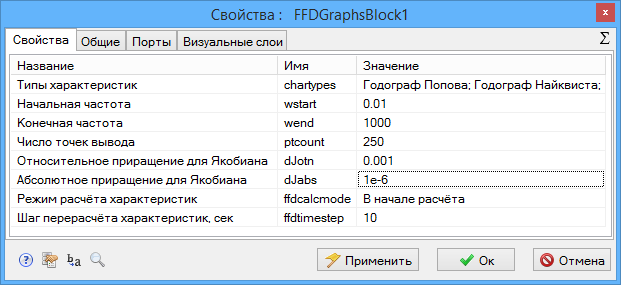 Свойства : FFDGraphsBlock1
Свойства Общие Порты Визуальные слои Σ
Название Имя Значение
Типы характеристик chartypes Годограф Попова; Годограф Найквиста;
Начальная частота wstart 0.01
Конечная частота wend 1000
Число точек вывода ptcount 250
Относительное приращение для Якобиана dJotn 0.001
Абсолютное приращение для Якобиана dJabs 1e-6
Режим расчёта характеристик ffdcalcmode В начале расчёта
Шаг перерасчёта характеристик, сек ffdtimestep 10
Применить Ок Отмена